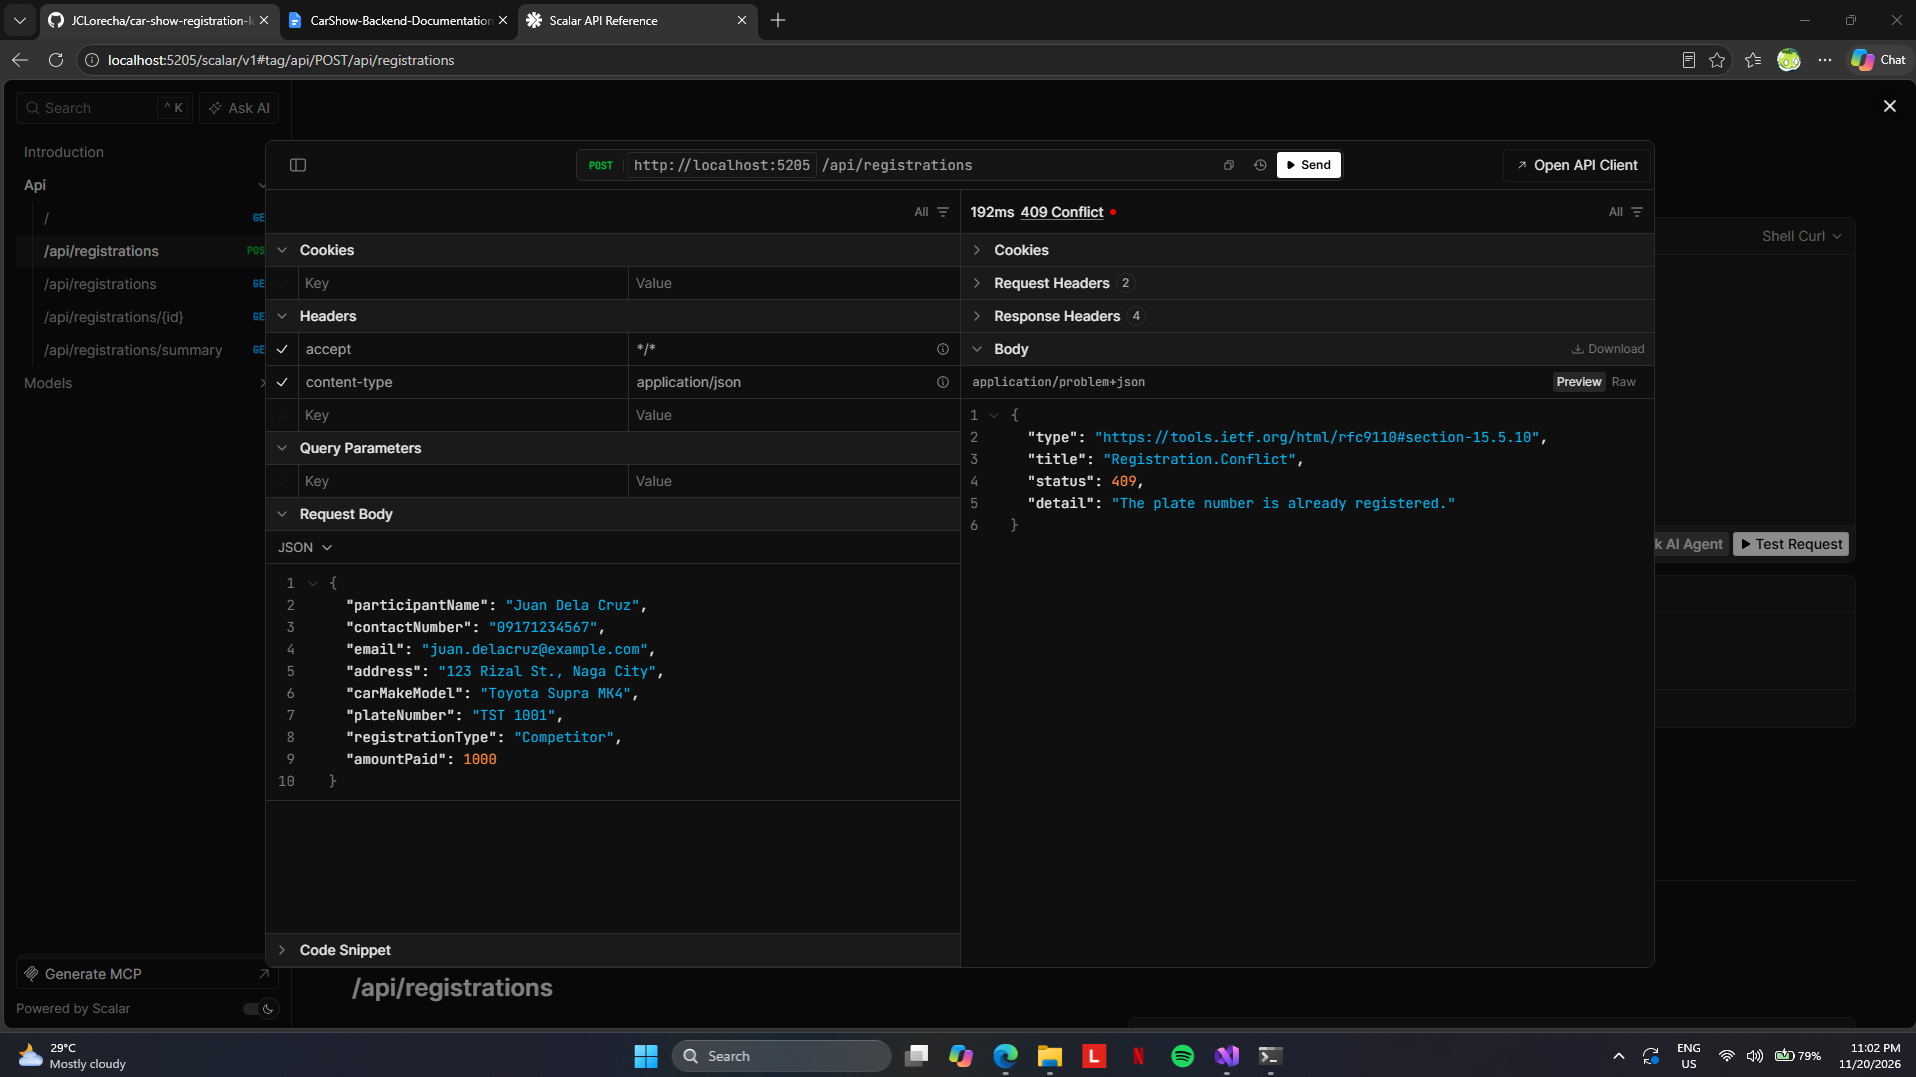 JCLorecha/car-show-registration-lo
CarShow-Backend-Documentation
Scalar API Reference
localhost:5205/scalar/v1#tag/api/POST/api/registrations
Chat
Search
^ K
Ask AI
Introduction
Api
/
GE
/api/registrations
POS
/api/registrations
GE
/api/registrations/{id}
GE
/api/registrations/summary
GE
Models
Generate MCP
Powered by Scalar
POST http://localhost:5205 /api/registrations
Send
Open API Client
All
Cookies
Key Value
Headers
accept */*
content-type application/json
Key Value
Query Parameters
Key Value
Request Body
JSON
1 {
2 "participantName": "Juan Dela Cruz",
3 "contactNumber": "09171234567",
4 "email": "juan.delacruz@example.com",
5 "address": "123 Rizal St., Naga City",
6 "carMakeModel": "Toyota Supra MK4",
7 "plateNumber": "TST 1001",
8 "registrationType": "Competitor",
9 "amountPaid": 1000
10 }
Code Snippet
192ms 409 Conflict
All
Cookies
Request Headers 2
Response Headers 4
Body
Download
application/problem+json
Preview Raw
1 {
2 "type": "https://tools.ietf.org/html/rfc9110#section-15.5.10",
3 "title": "Registration.Conflict",
4 "status": 409,
5 "detail": "The plate number is already registered."
6 }
Shell Curl
k AI Agent
Test Request
/api/registrations
29°C
Mostly cloudy
Search
L
N
ENG
US
79%
11:02 PM
11/20/2026